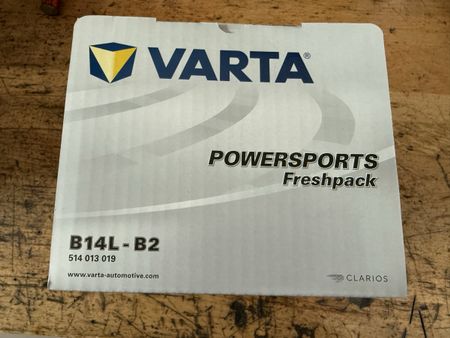 VARTA®
POWERSPORTS
Freshpack
B14L - B2
514 013 019
www.varta-automotive.com
CLARIOS